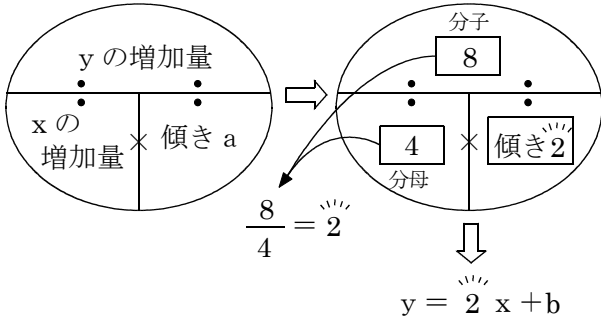 yの増加量
xの
増加量
×
傾きa
分子
8
4
分母
×
傾き2
8/4 = 2
y = 2x+b